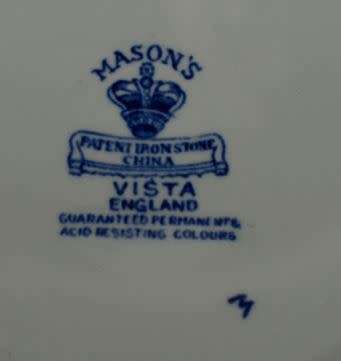 MASON'S
PATENT IRONSTONE
CHINA
VISTA
ENGLAND
GUARANTEED PERMANENT &
ACID RESISTING COLOURS
M